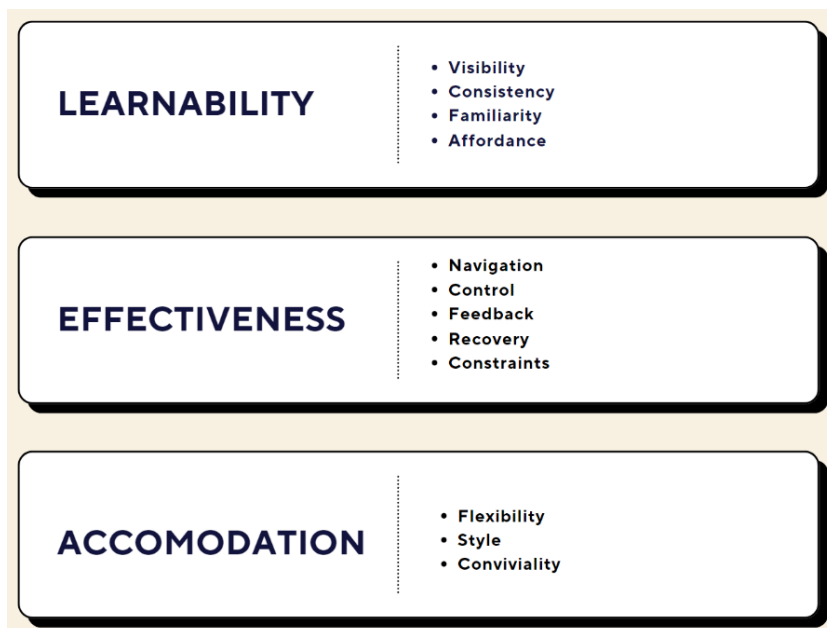 LEARNABILITY
• Visibility
• Consistency
• Familiarity
• Affordance
EFFECTIVENESS
• Navigation
• Control
• Feedback
• Recovery
• Constraints
ACCOMODATION
• Flexibility
• Style
• Conviviality